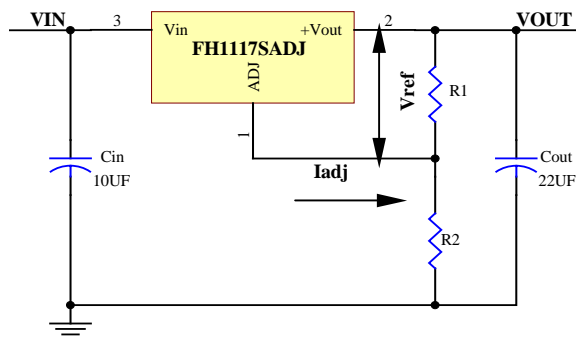 VIN
3
Vin
+Vout
2
VOUT
FH1117SADJ
ADJ
Vref
R1
1
Iadj
Cin
10UF
Cout
22UF
R2